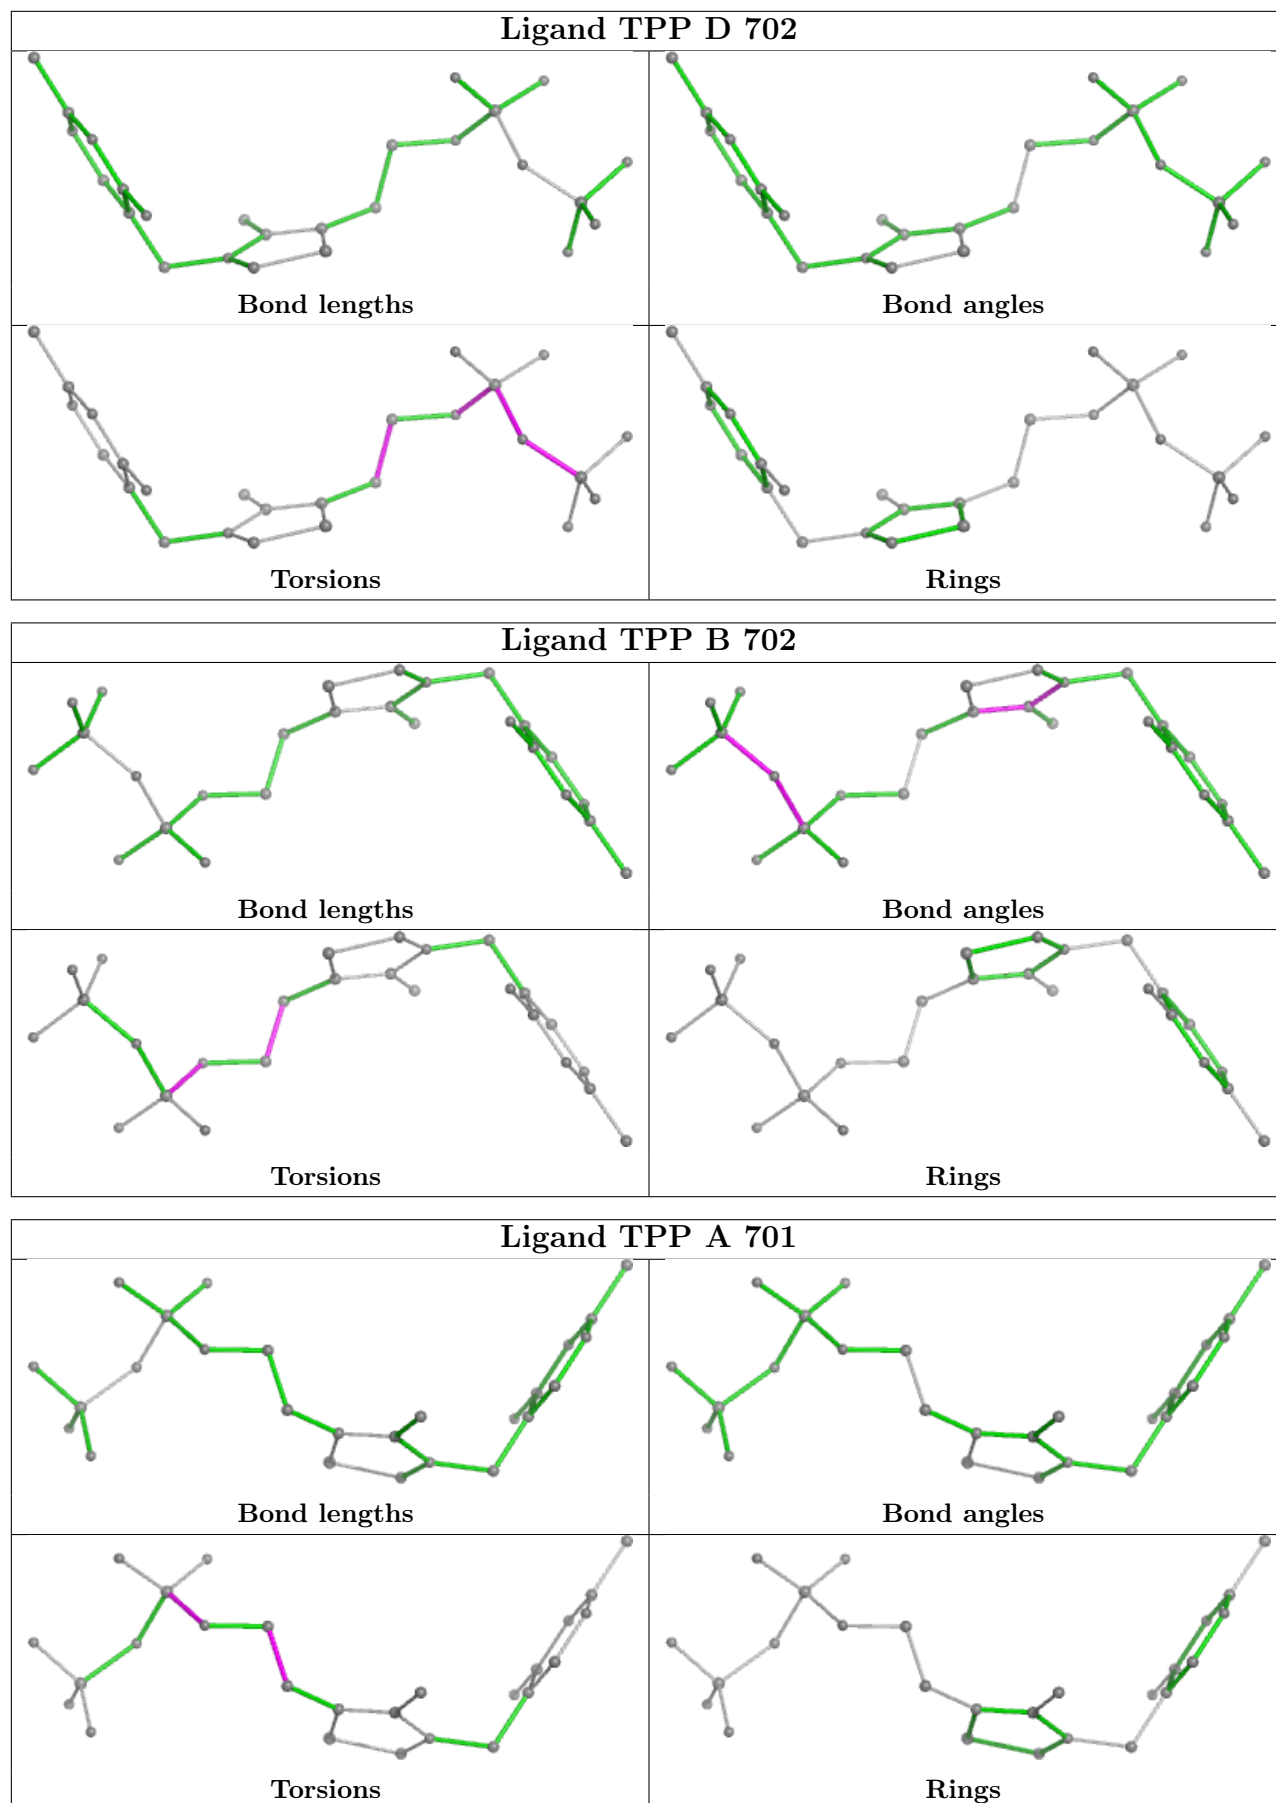 Ligand TPP D 702
Bond lengths
Bond angles
Torsions
Rings
Ligand TPP B 702
Bond lengths
Bond angles
Torsions
Rings
Ligand TPP A 701
Bond lengths
Bond angles
Torsions
Rings